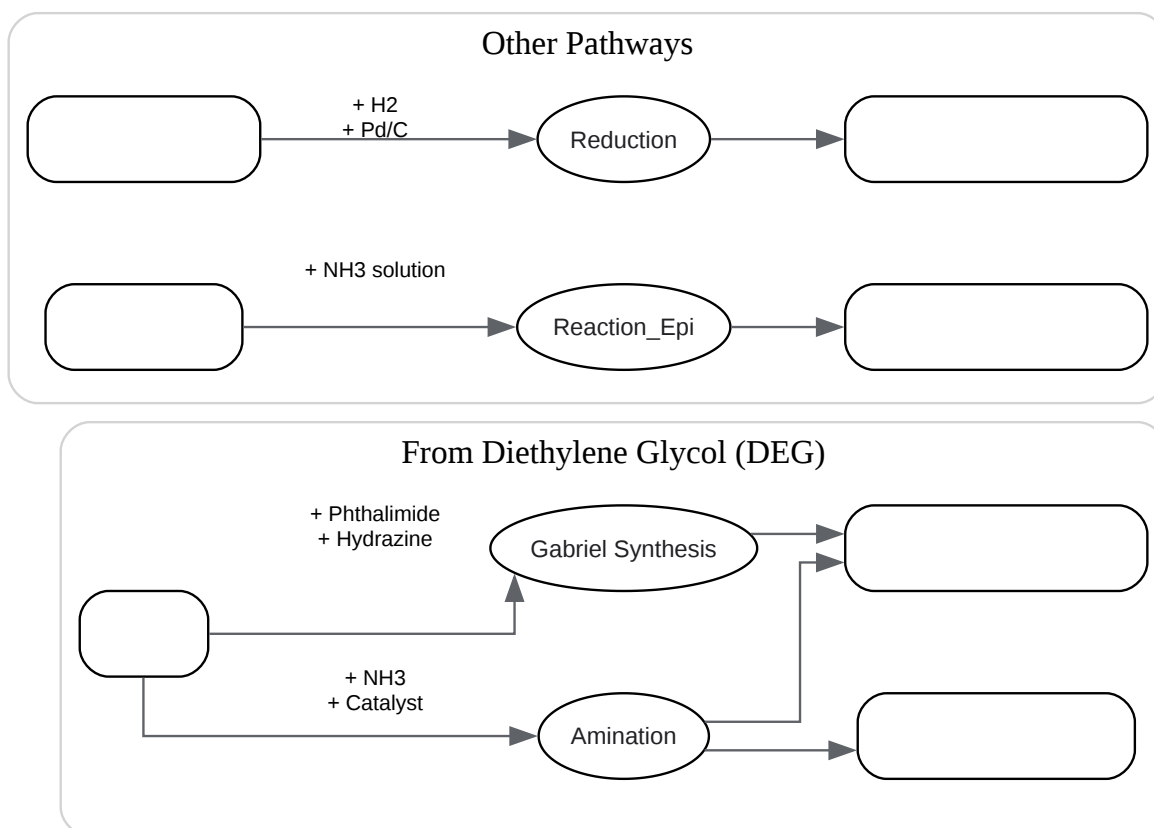 Other Pathways
+ H2
+ Pd/C
Reduction
+ NH3 solution
Reaction_Epi
From Diethylene Glycol (DEG)
+ Phthalimide
+ Hydrazine
Gabriel Synthesis
+ NH3
+ Catalyst
Amination